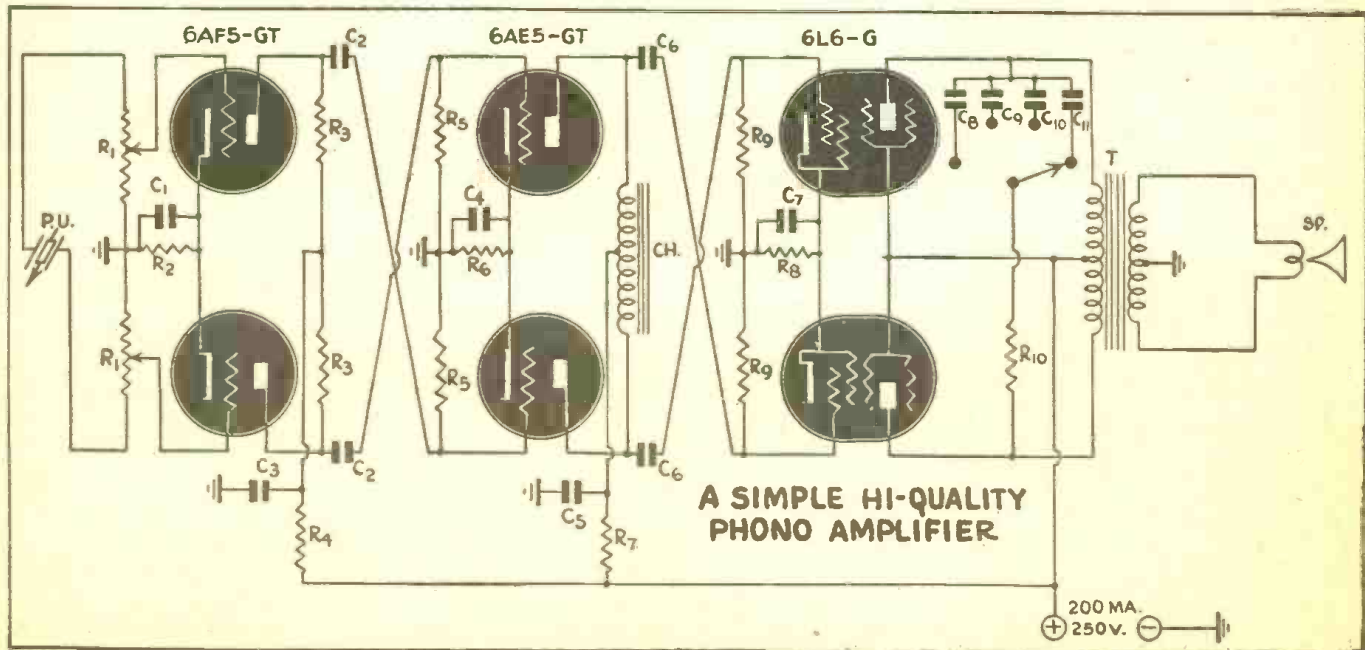 6AF5-GT
C2
6AE5-GT
C6
6L6-G
R1
C1
R2
R3
R5
C4
R6
CH.
R9
C7
R8
C8
C9
C10
C11
T
SP.
P.U.
R1
R3
R5
R9
R10
C3
C2
C5
C6
R4
R7
A SIMPLE HI-QUALITY
PHONO AMPLIFIER
200 MA.
+ 250V. −